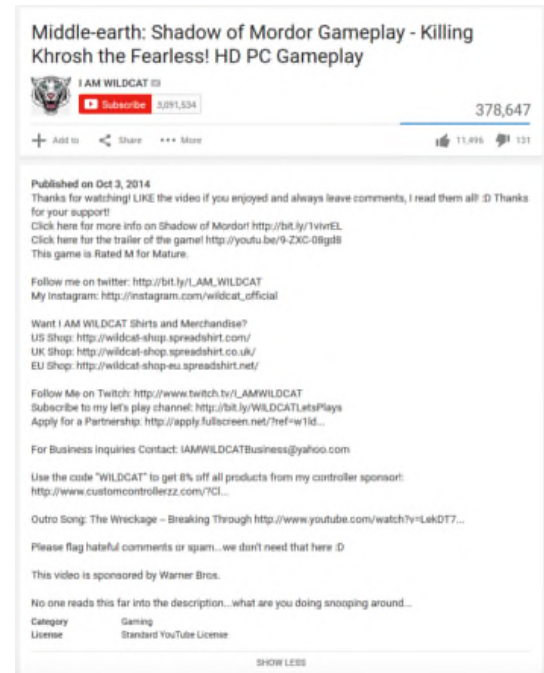 Middle-earth: Shadow of Mordor Gameplay - Killing
Khrosh the Fearless! HD PC Gameplay
I AM WILDCAT
Subscribe 3,091,534
378,647
Add to Share More
11,495 131
Published on Oct 3, 2014
Thanks for watching! LIKE the video if you enjoyed and always leave comments, I read them all! :D Thanks
for your support!
Click here for more info on Shadow of Mordor! http://bit.ly/1vivrEL
Click here for the trailer of the game! http://youtu.be/9-ZXC-08gd8
This game is Rated M for Mature.
Follow me on twitter: http://bit.ly/I_AM_WILDCAT
My Instagram: http://instagram.com/wildcat_official
Want I AM WILDCAT Shirts and Merchandise?
US Shop: http://wildcat-shop.spreadshirt.com/
UK Shop: http://wildcat-shop.spreadshirt.co.uk/
EU Shop: http://wildcat-shop-eu.spreadshirt.net/
Follow Me on Twitch: http://www.twitch.tv/I_AMWILDCAT
Subscribe to my let's play channel: http://bit.ly/WILDCATLetsPlays
Apply for a Partnership: http://apply.fullscreen.net/?ref=w1ld...
For Business inquiries Contact: IAMWILDCATBusiness@yahoo.com
Use the code "WILDCAT" to get 8% off all products from my controller sponsor!:
http://www.customcontrollerzz.com/?Cl...
Outro Song: The Wreckage – Breaking Through http://www.youtube.com/watch?v=LekDT7...
Please flag hateful comments or spam...we don't need that here :D
This video is sponsored by Warner Bros.
No one reads this far into the description...what are you doing snooping around...
Category Gaming
License Standard YouTube License
SHOW LESS